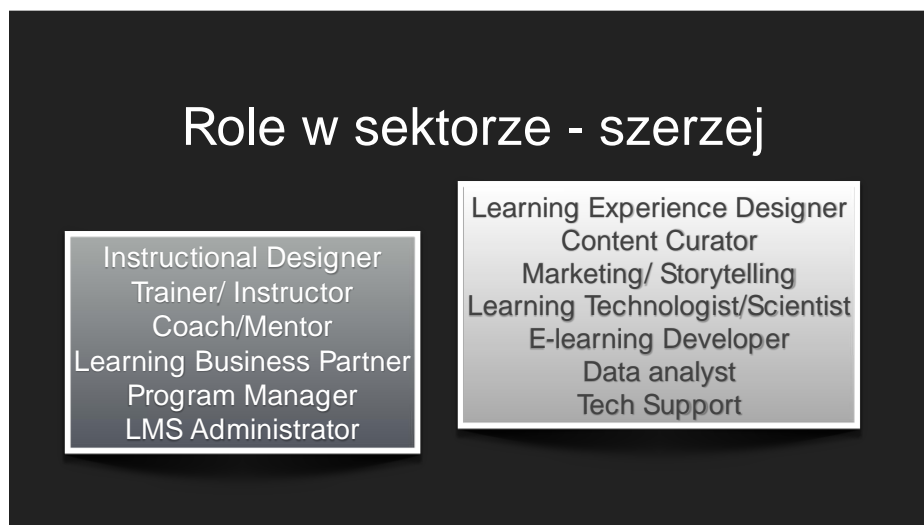 Role w sektorze - szerzej
Instructional Designer
Trainer/ Instructor
Coach/Mentor
Learning Business Partner
Program Manager
LMS Administrator
Learning Experience Designer
Content Curator
Marketing/ Storytelling
Learning Technologist/Scientist
E-learning Developer
Data analyst
Tech Support